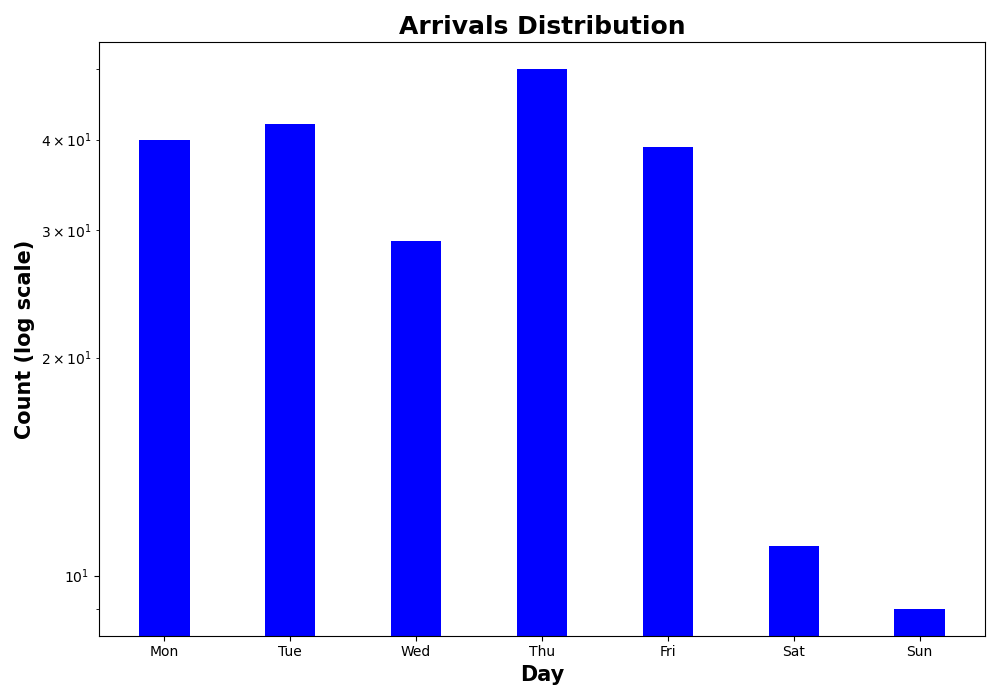 Arrivals Distribution
Count (log scale)
4 × 10¹
3 × 10¹
2 × 10¹
10¹
Mon Tue Wed Thu Fri Sat Sun
Day